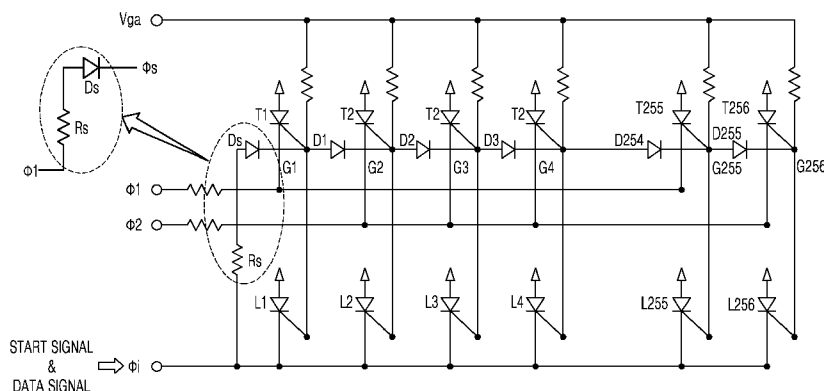 Vga
Φs
Ds
Rs
Φ1
T1
T2
T2
T2
T255
T256
Ds
D1
D2
D3
D254
D255
G1
G2
G3
G4
G255
G256
Φ1
Φ2
Rs
L1
L2
L3
L4
L255
L256
START SIGNAL
&
DATA SIGNAL
Φi